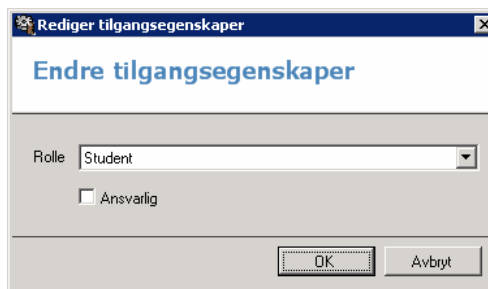 Rediger tilgangsegenskaper
Endre tilgangsegenskaper
Rolle Student
Ansvarlig
OK Avbryt